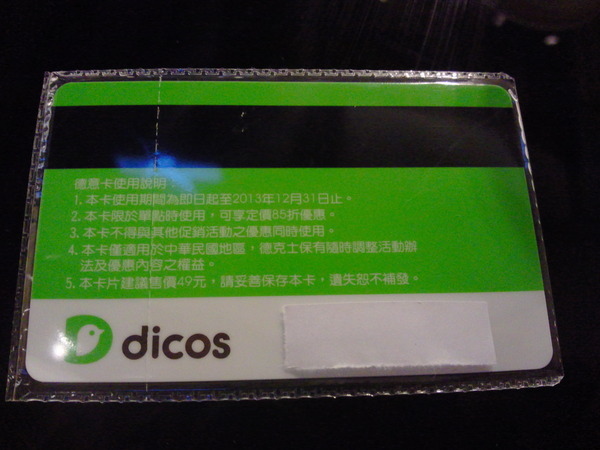 德意卡使用說明：
1. 本卡使用期間為即日起至2013年12月31日止。
2. 本卡限於單點時使用，可享定價85折優惠。
3. 本卡不得與其他促銷活動之優惠同時使用。
4. 本卡僅適用於中華民國地區，德克士保有隨時調整活動辦
法及優惠內容之權益。
5. 本卡片建議售價49元，請妥善保存本卡，遺失恕不補發。
dicos